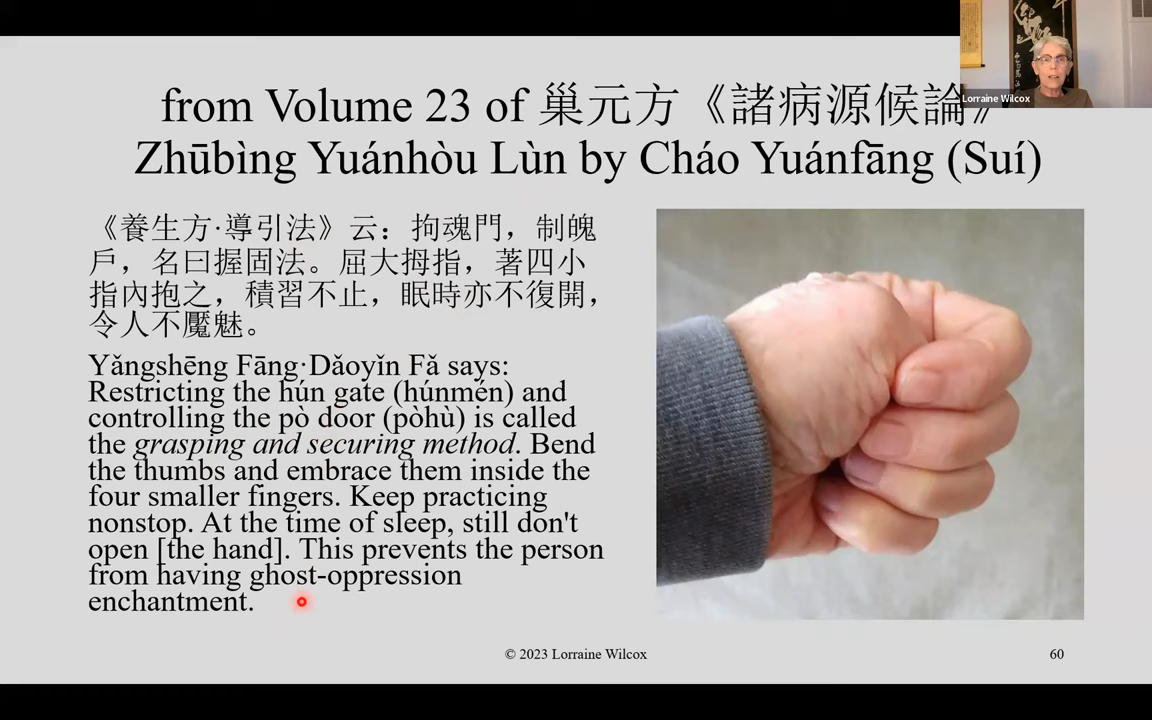 from Volume 23 of 巢元方《諸病源候論》
Zhūbìng Yuánhòu Lùn by Cháo Yuánfāng (Suí)
《養生方·導引法》云：拘魂門，制魄
戶，名曰握固法。屈大拇指，著四小
指內抱之，積習不止，眠時亦不復開，
令人不魘魅。
Yǎngshēng Fāng·Dǎoyǐn Fǎ says:
Restricting the hún gate (húnmén) and
controlling the pò door (pòhù) is called
the grasping and securing method. Bend
the thumbs and embrace them inside the
four smaller fingers. Keep practicing
nonstop. At the time of sleep, still don't
open [the hand]. This prevents the person
from having ghost-oppression
enchantment.
© 2023 Lorraine Wilcox
60
Lorraine Wilcox